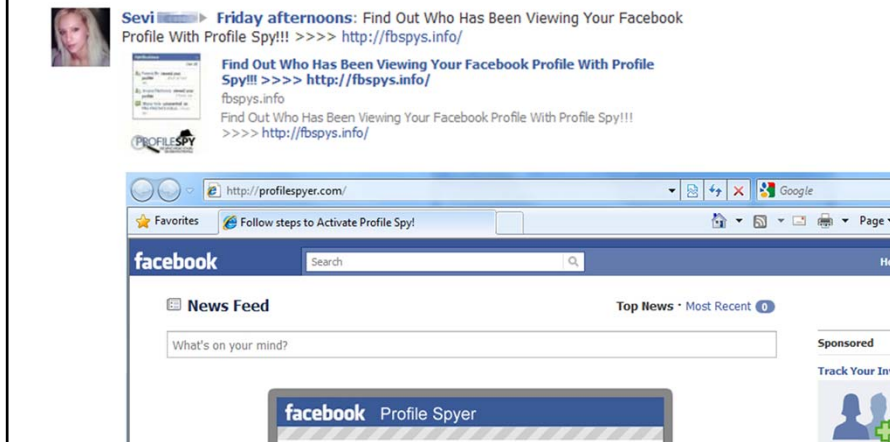 Sevi Friday afternoons: Find Out Who Has Been Viewing Your Facebook
Profile With Profile Spy!!! >>>> http://fbspys.info/
Find Out Who Has Been Viewing Your Facebook Profile With Profile
Spy!!! >>>> http://fbspys.info/
fbspys.info
Find Out Who Has Been Viewing Your Facebook Profile With Profile Spy!!!
>>>> http://fbspys.info/
PROFILESPY
http://profilespyer.com/
Google
Favorites
Follow steps to Activate Profile Spy!
Page
facebook
Search
News Feed
Top News · Most Recent 0
What's on your mind?
Sponsored
Track Your
facebook Profile Spyer